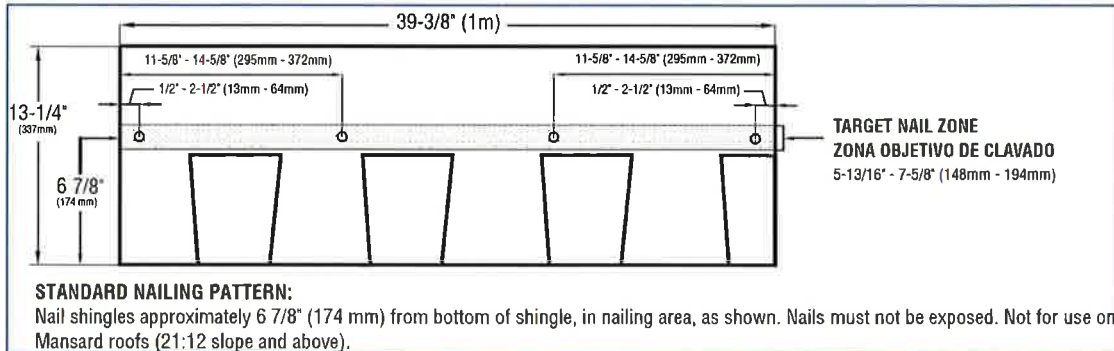 39-3/8" (1m)
11-5/8" - 14-5/8" (295mm - 372mm)
11-5/8" - 14-5/8" (295mm - 372mm)
1/2" - 2-1/2" (13mm - 64mm)
1/2" - 2-1/2" (13mm - 64mm)
13-1/4"
(337mm)
TARGET NAIL ZONE
ZONA OBJETIVO DE CLAVADO
5-13/16" - 7-5/8" (148mm - 194mm)
6 7/8"
(174 mm)
STANDARD NAILING PATTERN:
Nail shingles approximately 6 7/8" (174 mm) from bottom of shingle, in nailing area, as shown. Nails must not be exposed. Not for use on
Mansard roofs (21:12 slope and above).